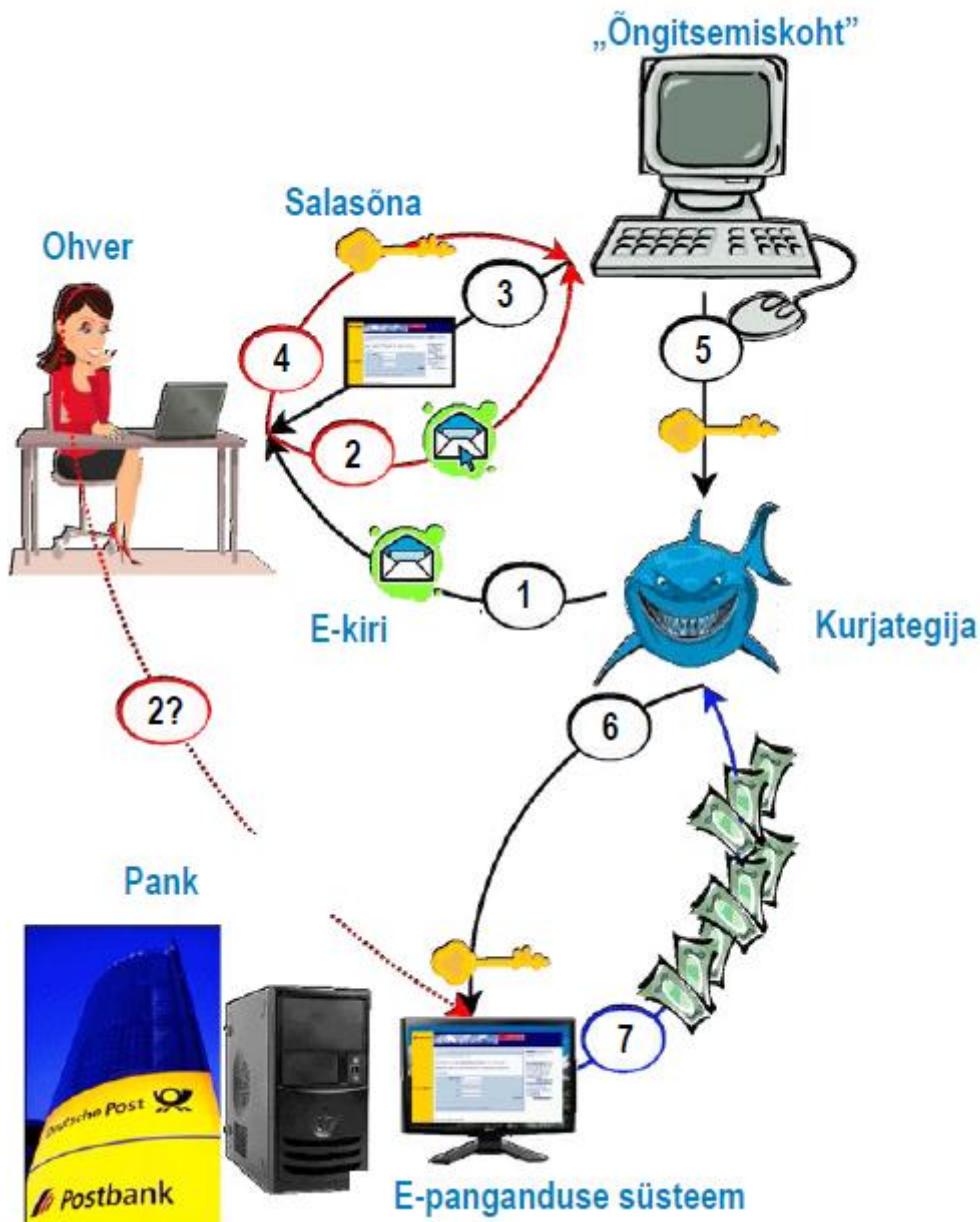 „Õngitsemiskoht”
Salasõna
Ohver
3
4
5
2
1
E-kiri
Kurjategija
2?
6
Pank
7
Deutsche Post
Postbank
E-panganduse süsteem